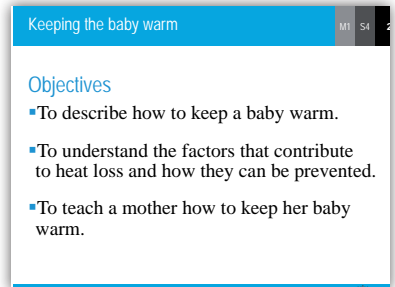 Keeping the baby warm M1 S4 2
Objectives
▪To describe how to keep a baby warm.
▪To understand the factors that contribute
to heat loss and how they can be prevented.
▪To teach a mother how to keep her baby
warm.